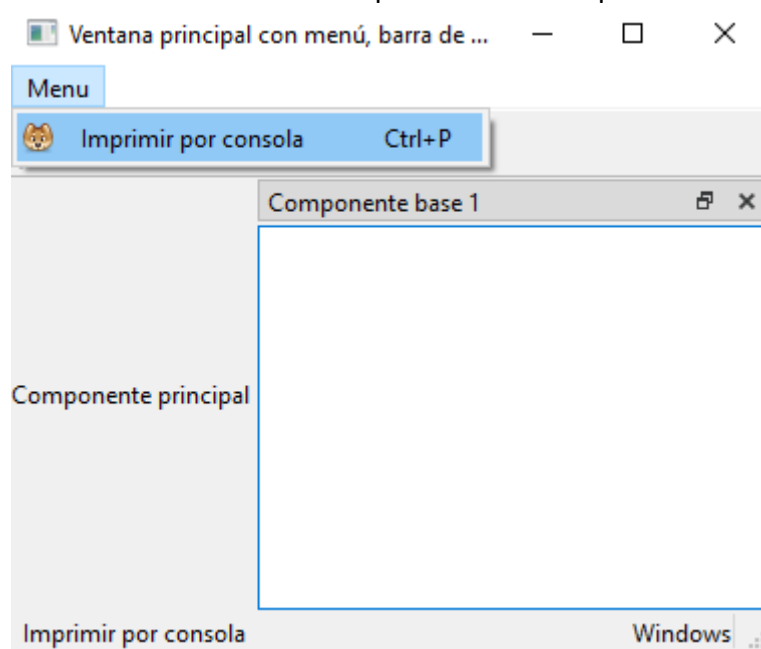 Ventana principal con menú, barra de ...
Menu
Imprimir por consola Ctrl+P
Componente base 1
Componente principal
Imprimir por consola Windows